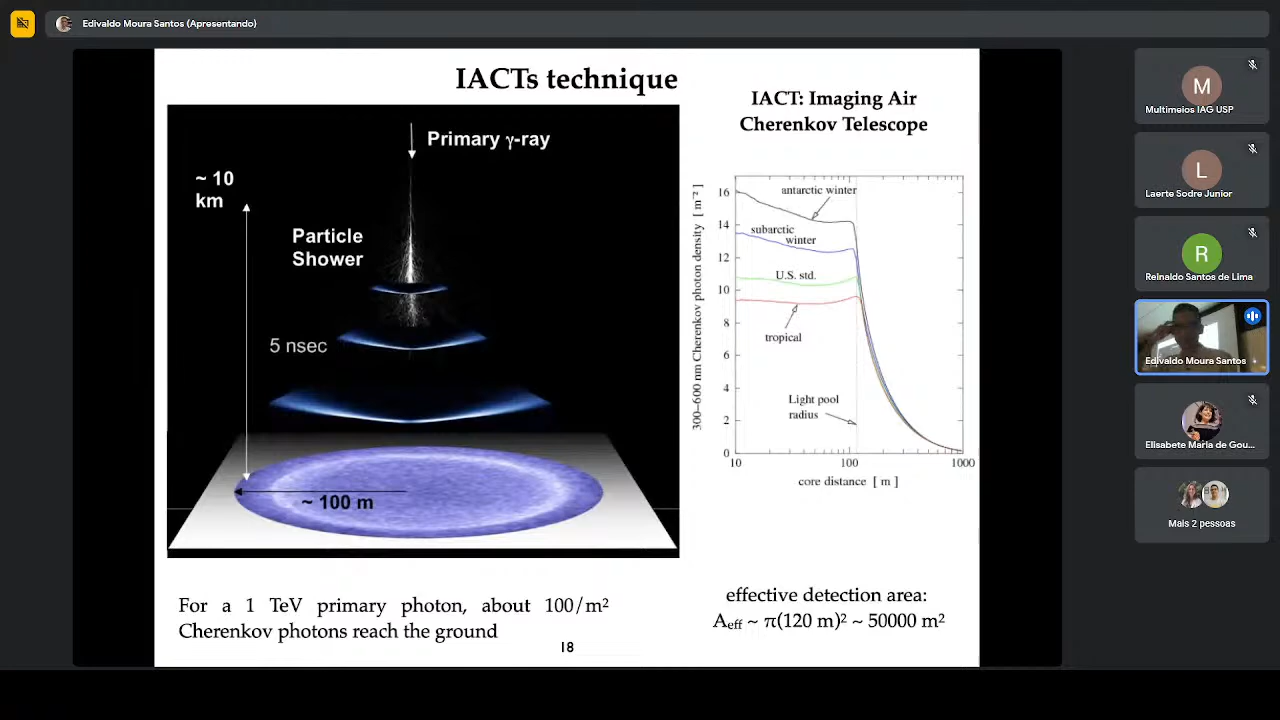 Edivaldo Moura Santos (Apresentando)
IACTs technique
Primary γ-ray
~ 10
km
Particle
Shower
5 nsec
~ 100 m
For a 1 TeV primary photon, about 100/m²
Cherenkov photons reach the ground
18
IACT: Imaging Air
Cherenkov Telescope
300–600 nm Cherenkov photon density [ m⁻² ]
16
14
12
10
8
6
4
2
0
antarctic winter
subarctic
winter
U.S. std.
tropical
Light pool
radius
10 100 1000
core distance [ m ]
effective detection area:
Aeff ~ π(120 m)² ~ 50000 m²
M
Multimeios IAG USP
L
Laerte Sodre Junior
R
Reinaldo Santos de Lima
Edivaldo Moura Santos
Elisabete Maria de Gou...
Mais 2 pessoas